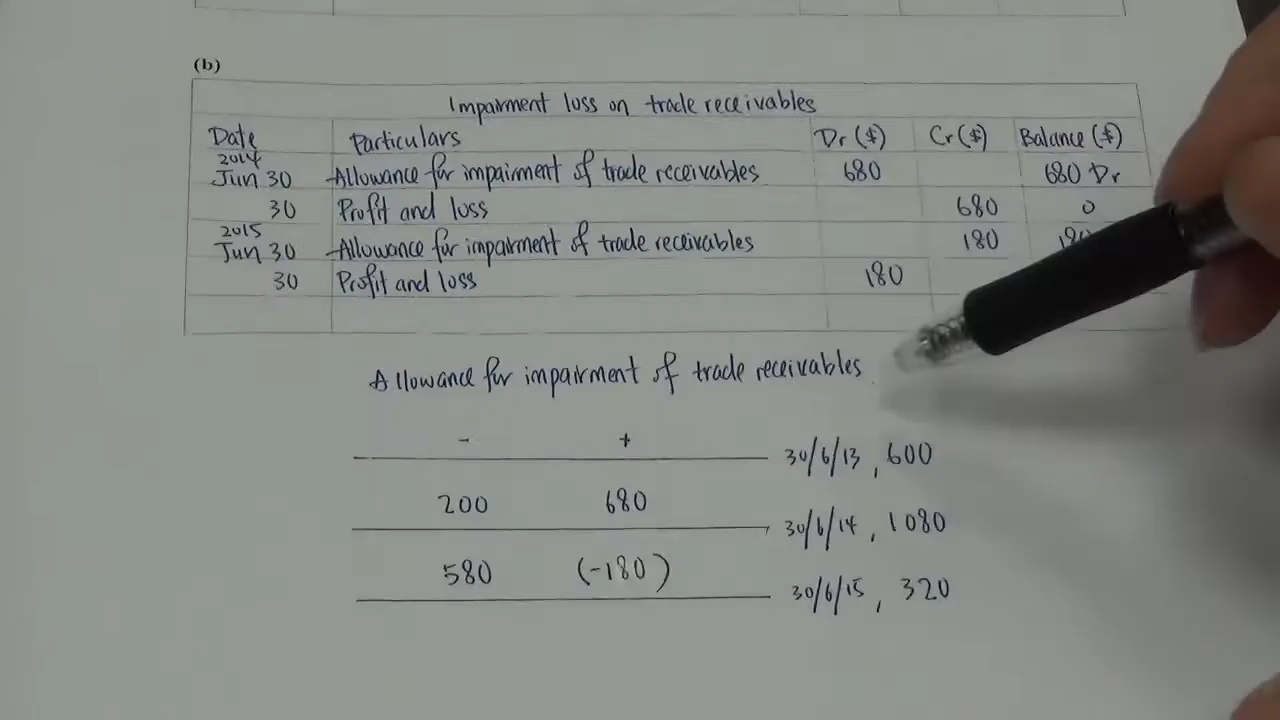 (b)
Impairment loss on trade receivables
Date Particulars Dr ($) Cr ($) Balance ($)
2014
Jun 30 Allowance for impairment of trade receivables 680 680 Dr
30 Profit and loss 680 0
2015
Jun 30 Allowance for impairment of trade receivables 180
30 Profit and loss 180
Allowance for impairment of trade receivables
- +
30/6/13, 600
200 680
30/6/14, 1080
580 (-180)
30/6/15, 320